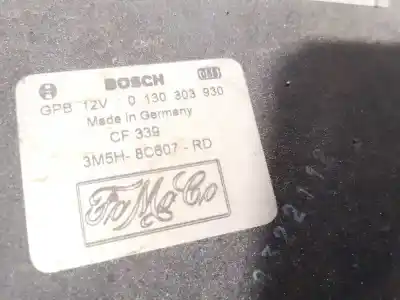 BOSCH
GPB 12V 0 130 303 930
Made in Germany
CF 339
3M5H- 8C607 - RD
FoMoCo